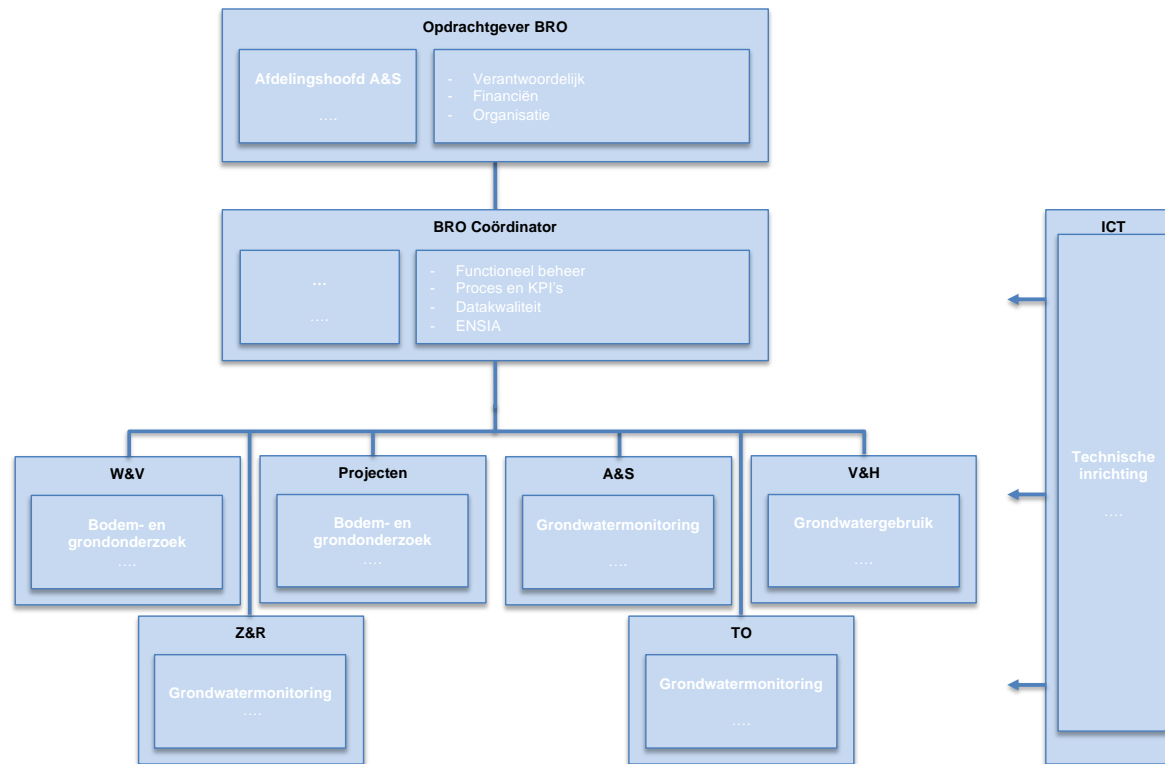 Opdrachtgever BRO
Afdelingshoofd A&S
....
- Verantwoordelijk
- Financiën
- Organisatie
BRO Coördinator
...
....
- Functioneel beheer
- Proces en KPI's
- Datakwaliteit
- ENSIA
ICT
Technische
inrichting
....
W&V
Bodem- en
grondonderzoek
....
Projecten
Bodem- en
grondonderzoek
....
A&S
Grondwatermonitoring
....
V&H
Grondwatergebruik
....
Z&R
Grondwatermonitoring
....
TO
Grondwatermonitoring
....